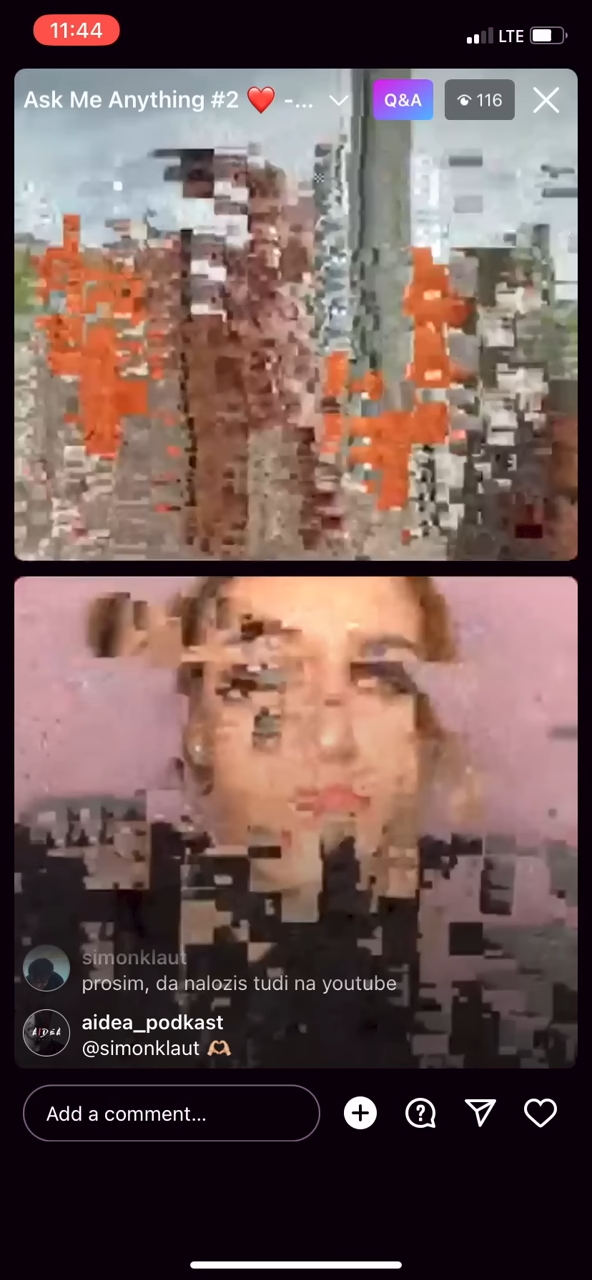 11:44
LTE
Ask Me Anything #2 ❤️ -...
Q&A
116
simonklaut
prosim, da nalozis tudi na youtube
AIDEA
aidea_podkast
@simonklaut 🫶🏼
Add a comment...